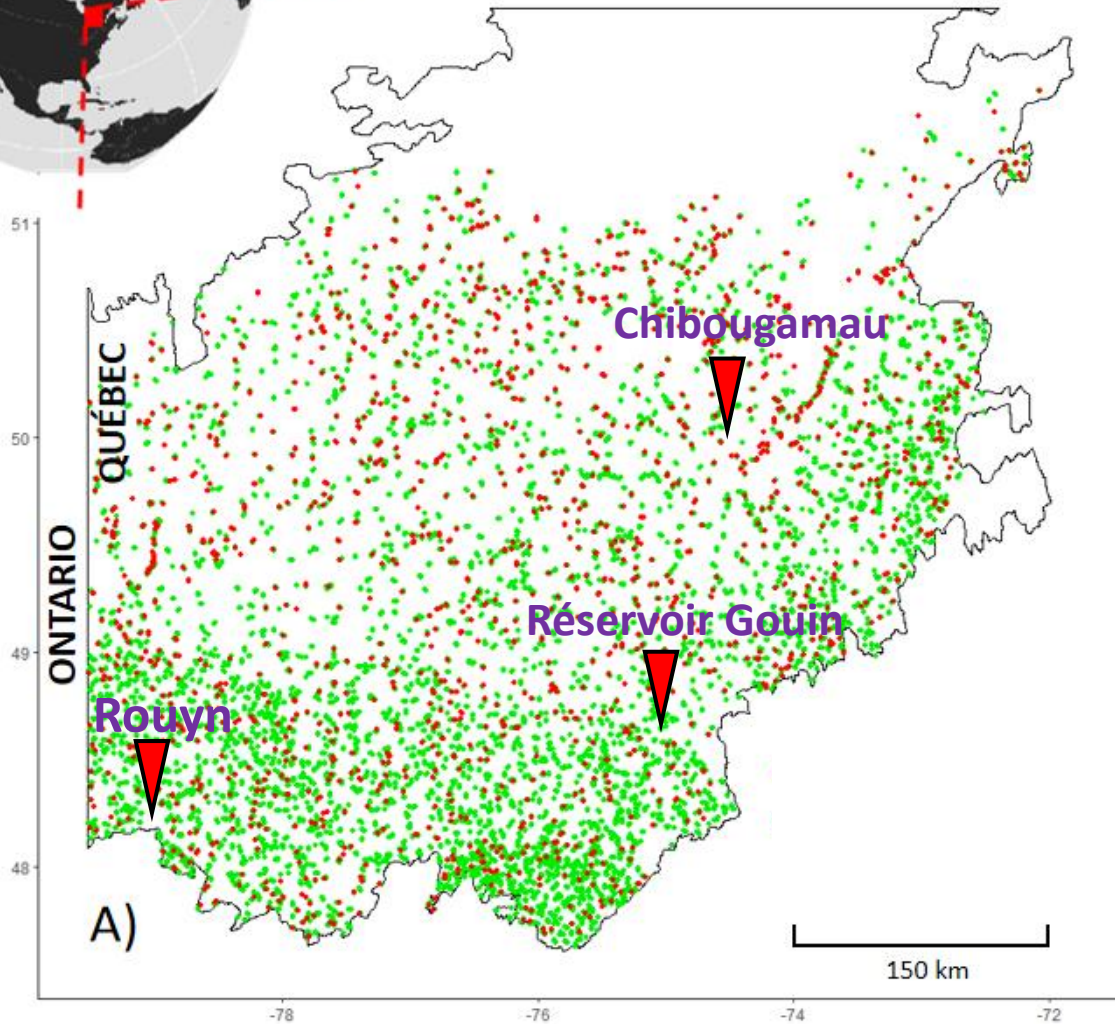 51
Chibougamau
QUÉBEC
50
ONTARIO
Réservoir Gouin
49
Rouyn
48
A)
150 km
-78
-76
-74
-72